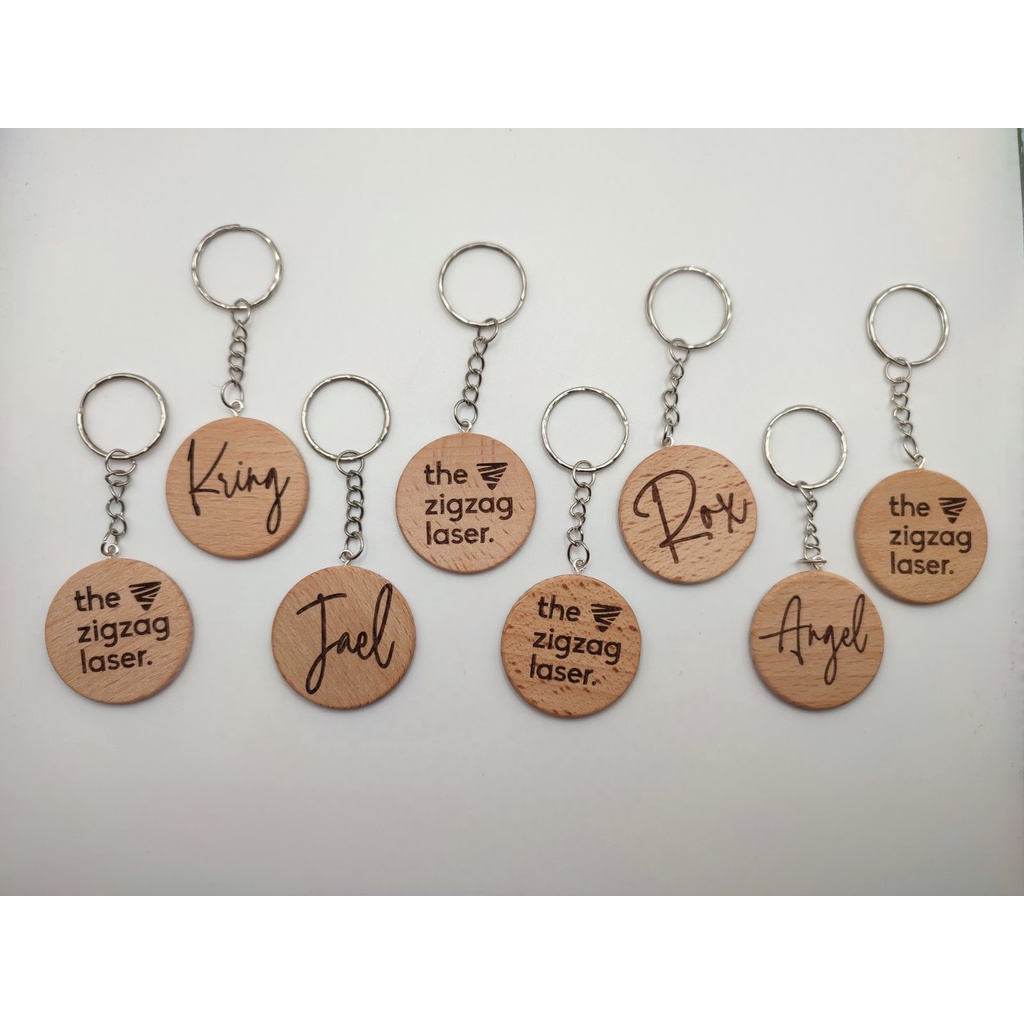 Kring
the
zigzag
laser.
Rox
the
zigzag
laser.
the
zigzag
laser.
Jael
the
zigzag
laser.
Angel